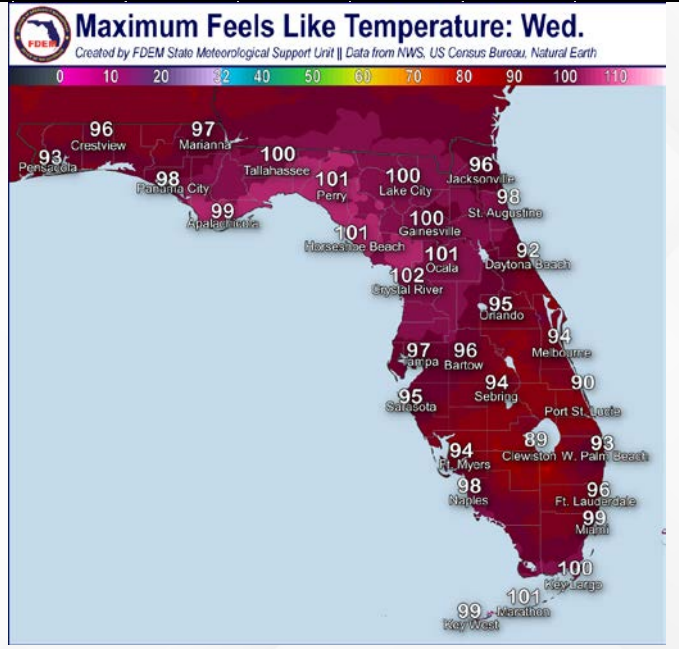 FDEM
Maximum Feels Like Temperature: Wed.
Created by FDEM State Meteorological Support Unit || Data from NWS, US Census Bureau, Natural Earth
0 10 20 32 40 50 60 70 80 90 100 110
96
Crestview
97
Marianna
93
Pensacola
98
Panama City
100
Tallahassee
99
Apalachicola
101
Perry
100
Lake City
96
Jacksonville
98
St. Augustine
100
Gainesville
101
Horseshoe Beach
101
Ocala
92
Daytona Beach
102
Crystal River
95
Orlando
94
Melbourne
97
Tampa
96
Bartow
95
Sarasota
94
Sebring
90
Port St. Lucie
89
Clewiston
93
W. Palm Beach
94
Ft. Myers
98
Naples
96
Ft. Lauderdale
99
Miami
100
Key Largo
101
Marathon
99
Key West